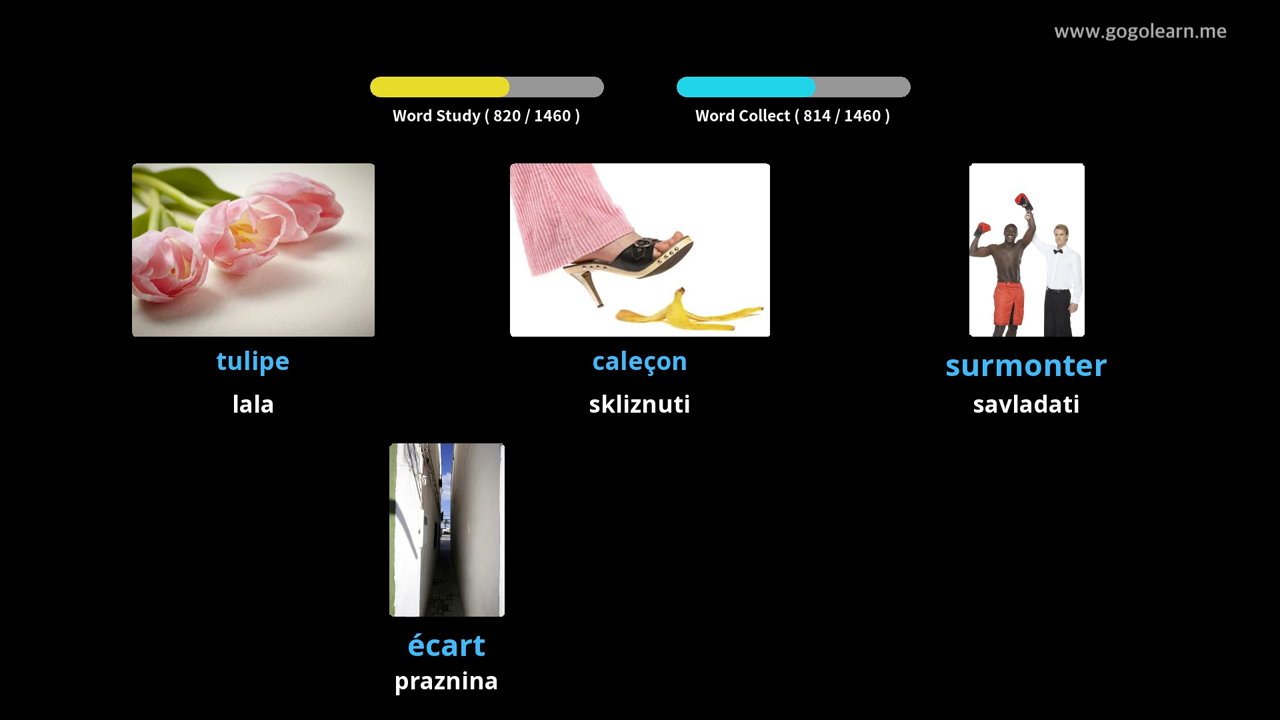 www.gogolearn.me
Word Study ( 820 / 1460 )
Word Collect ( 814 / 1460 )
tulipe
lala
caleçon
skliznuti
surmonter
savladati
écart
praznina